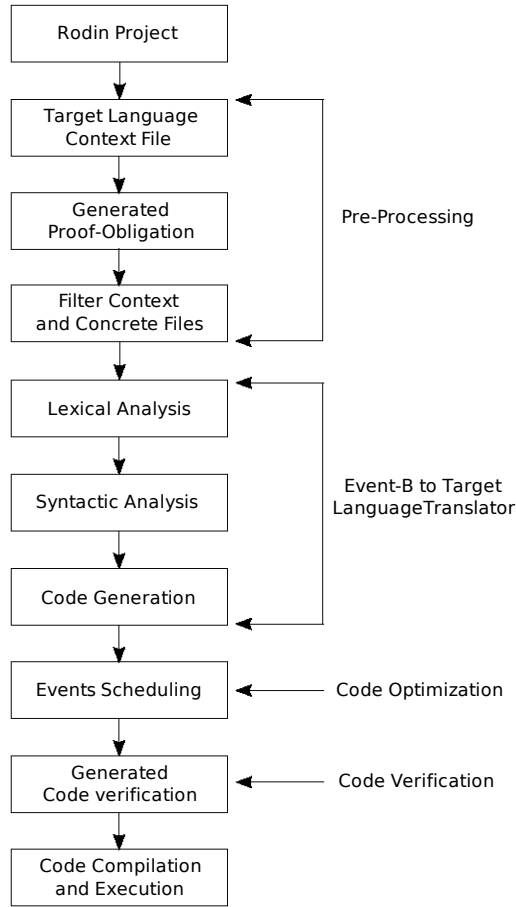 Rodin Project
Target Language
Context File
Generated
Proof-Obligation
Pre-Processing
Filter Context
and Concrete Files
Lexical Analysis
Syntactic Analysis
Event-B to Target
LanguageTranslator
Code Generation
Events Scheduling
Code Optimization
Generated
Code verification
Code Verification
Code Compilation
and Execution